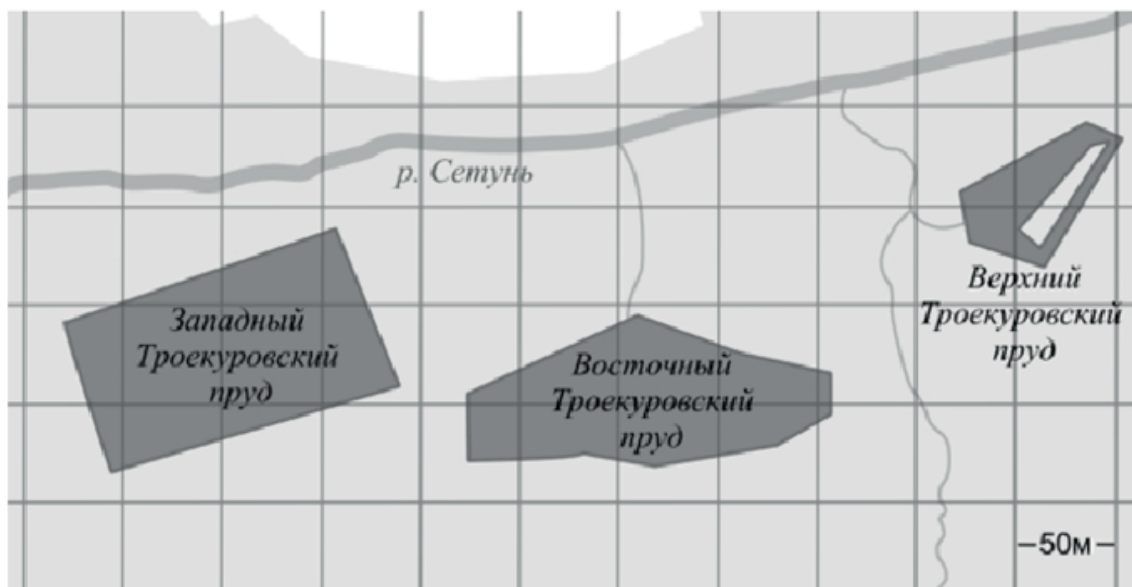 р. Сетунь
Западный
Троекуровский
пруд
Восточный
Троекуровский
пруд
Верхний
Троекуровский
пруд
50м